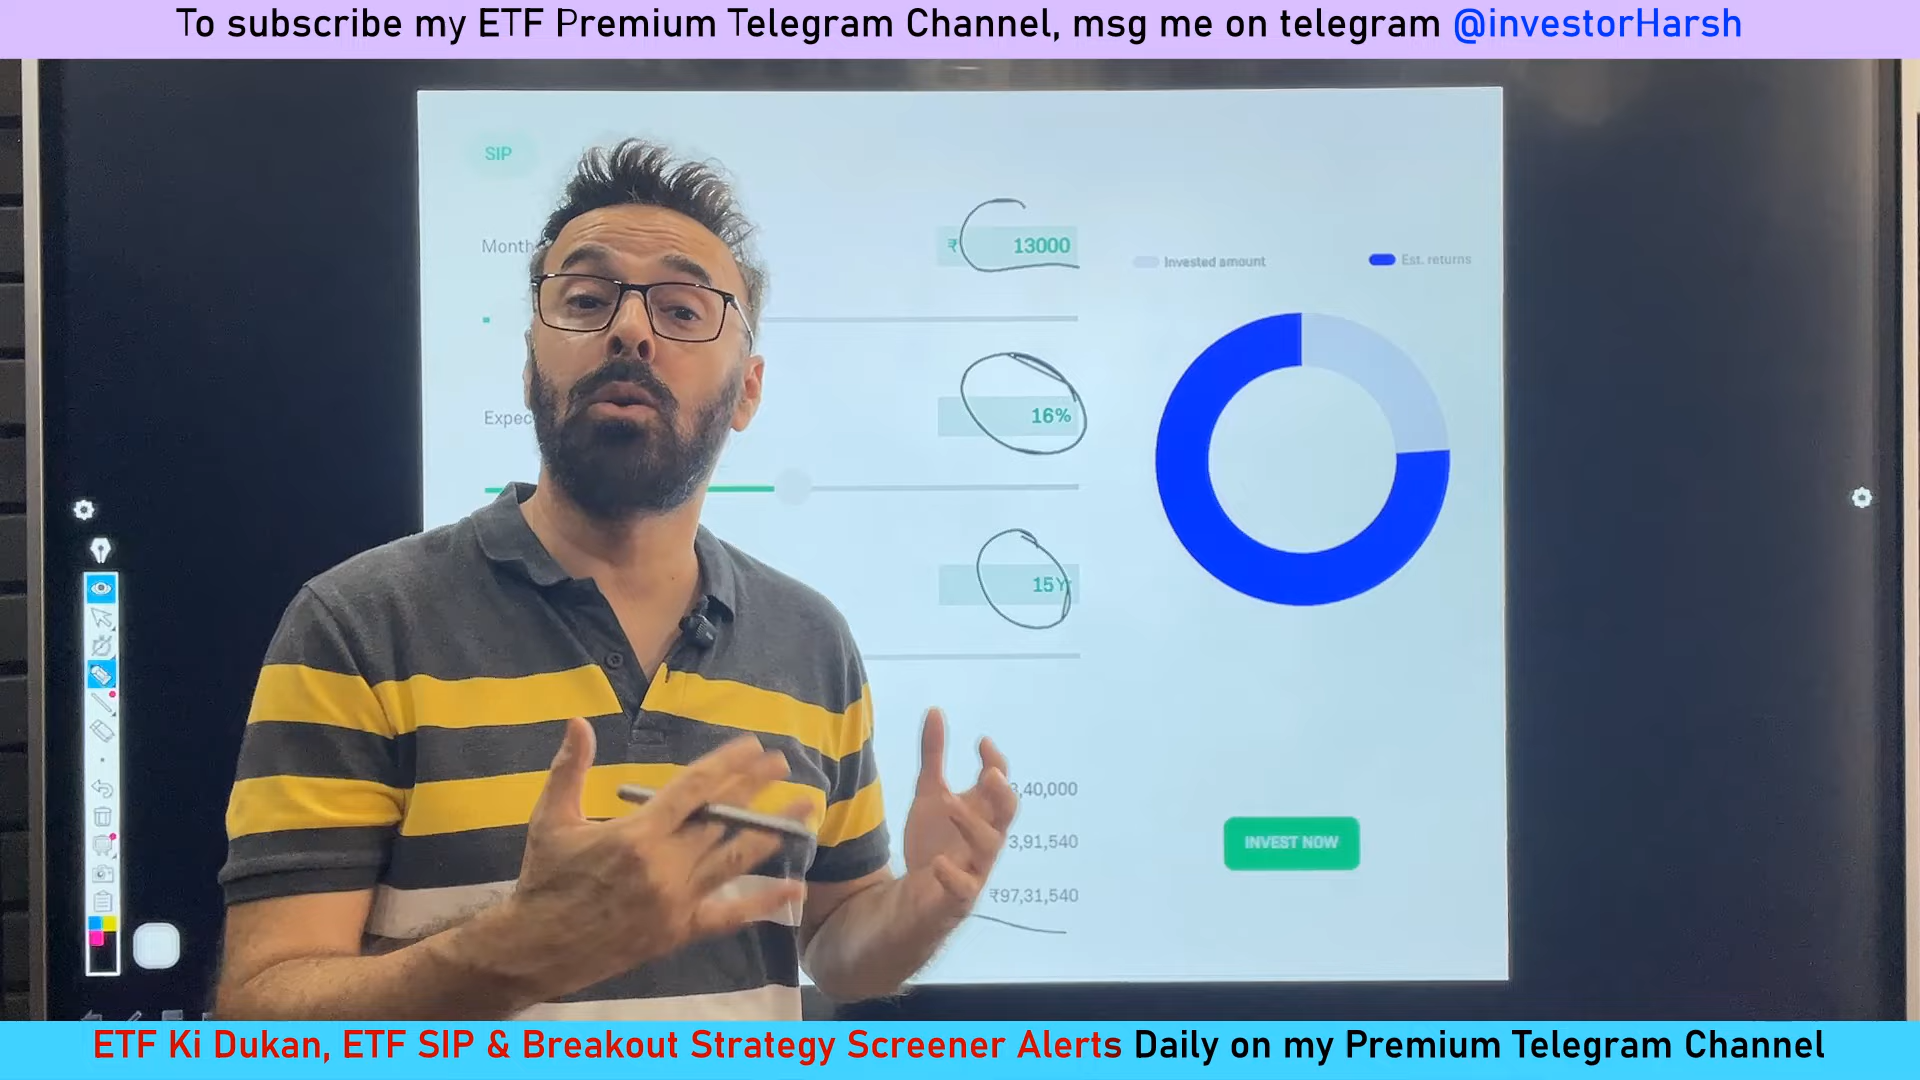 To subscribe my ETF Premium Telegram Channel, msg me on telegram @investorHarsh
SIP
Month
₹ 13000
Invested amount
Est. returns
Expec
16%
15Yr
3,40,000
3,91,540
₹97,31,540
INVEST NOW
ETF Ki Dukan, ETF SIP & Breakout Strategy Screener Alerts Daily on my Premium Telegram Channel